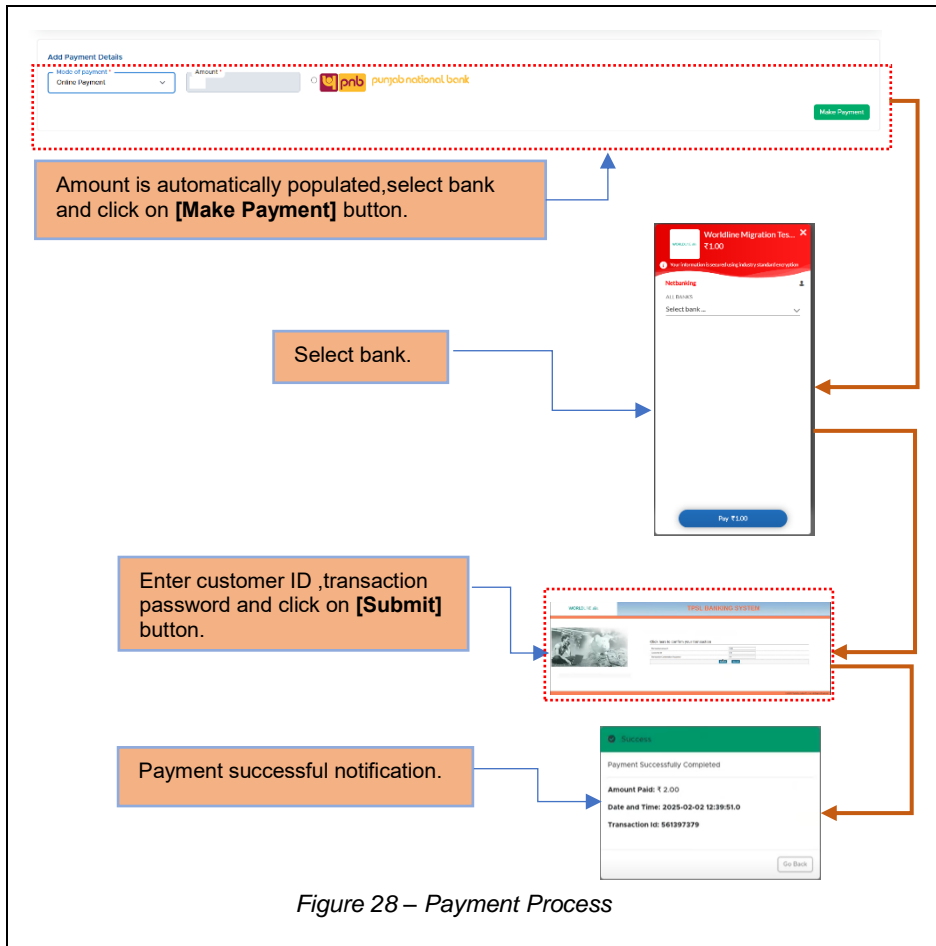 Add Payment Details
Mode of payment *
Amount *
Online Payment
pnb punjab national bank
Make Payment
Amount is automatically populated,select bank
and click on [Make Payment] button.
Worldline Migration Tes... ×
₹1.00
Your information is secured using industry standard encryption
Netbanking
ALL BANKS
Select bank ...
Select bank.
Pay ₹1.00
Enter customer ID ,transaction
password and click on [Submit]
button.
TPSL BANKING SYSTEM
Success
Payment Successfully Completed
Payment successful notification.
Amount Paid: ₹ 2.00
Date and Time: 2025-02-02 12:39:51.0
Transaction Id: 561397379
Go Back
Figure 28 – Payment Process